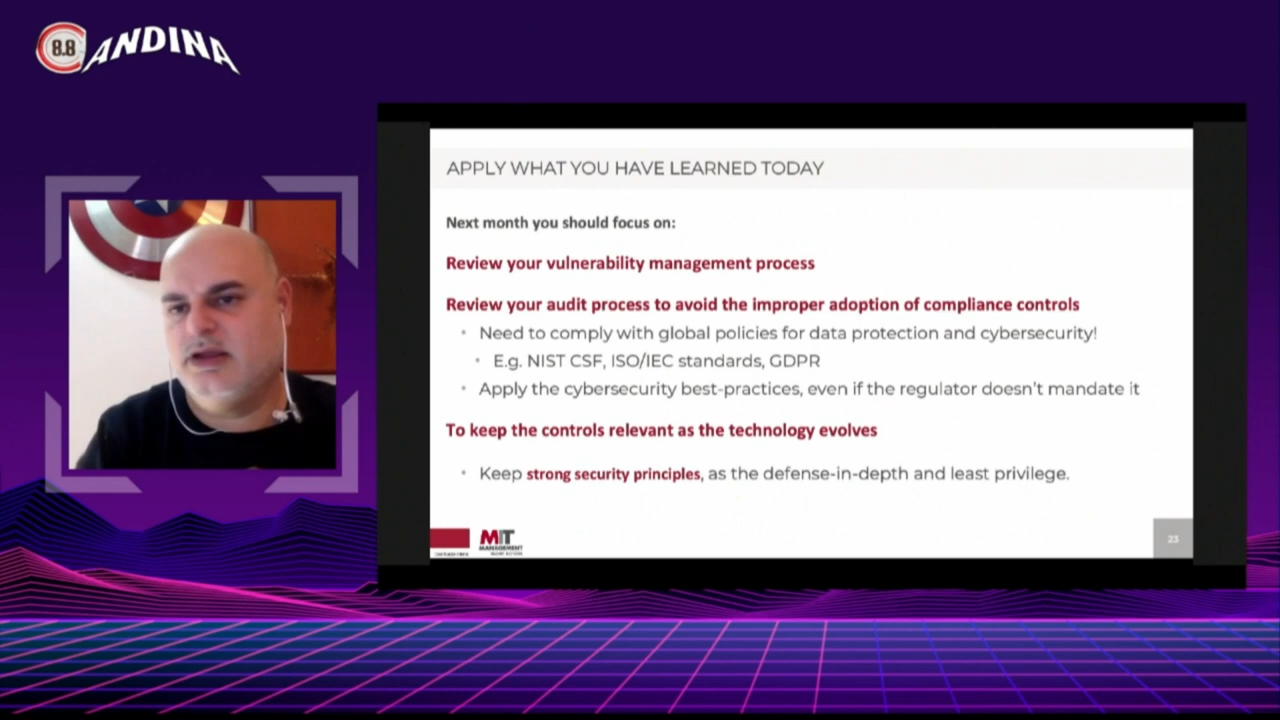 8.8
ANDINA
APPLY WHAT YOU HAVE LEARNED TODAY
Next month you should focus on:
Review your vulnerability management process
Review your audit process to avoid the improper adoption of compliance controls
Need to comply with global policies for data protection and cybersecurity!
E.g. NIST CSF, ISO/IEC standards, GDPR
Apply the cybersecurity best-practices, even if the regulator doesn't mandate it
To keep the controls relevant as the technology evolves
Keep strong security principles, as the defense-in-depth and least privilege.
MIT
MANAGEMENT
23